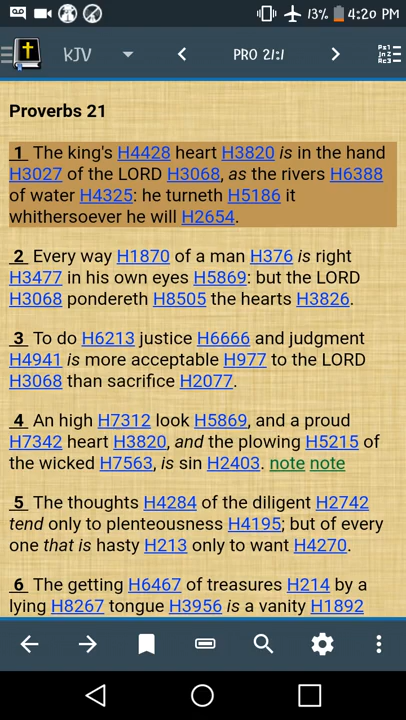 13% 4:20 PM
KJV PRO 21:1 Ps1 Jn2 Rc3
Proverbs 21
1 The king's H4428 heart H3820 is in the hand
H3027 of the LORD H3068, as the rivers H6388
of water H4325: he turneth H5186 it
whithersoever he will H2654.
2 Every way H1870 of a man H376 is right
H3477 in his own eyes H5869: but the LORD
H3068 pondereth H8505 the hearts H3826.
3 To do H6213 justice H6666 and judgment
H4941 is more acceptable H977 to the LORD
H3068 than sacrifice H2077.
4 An high H7312 look H5869, and a proud
H7342 heart H3820, and the plowing H5215 of
the wicked H7563, is sin H2403. note note
5 The thoughts H4284 of the diligent H2742
tend only to plenteousness H4195; but of every
one that is hasty H213 only to want H4270.
6 The getting H6467 of treasures H214 by a
lying H8267 tongue H3956 is a vanity H1892